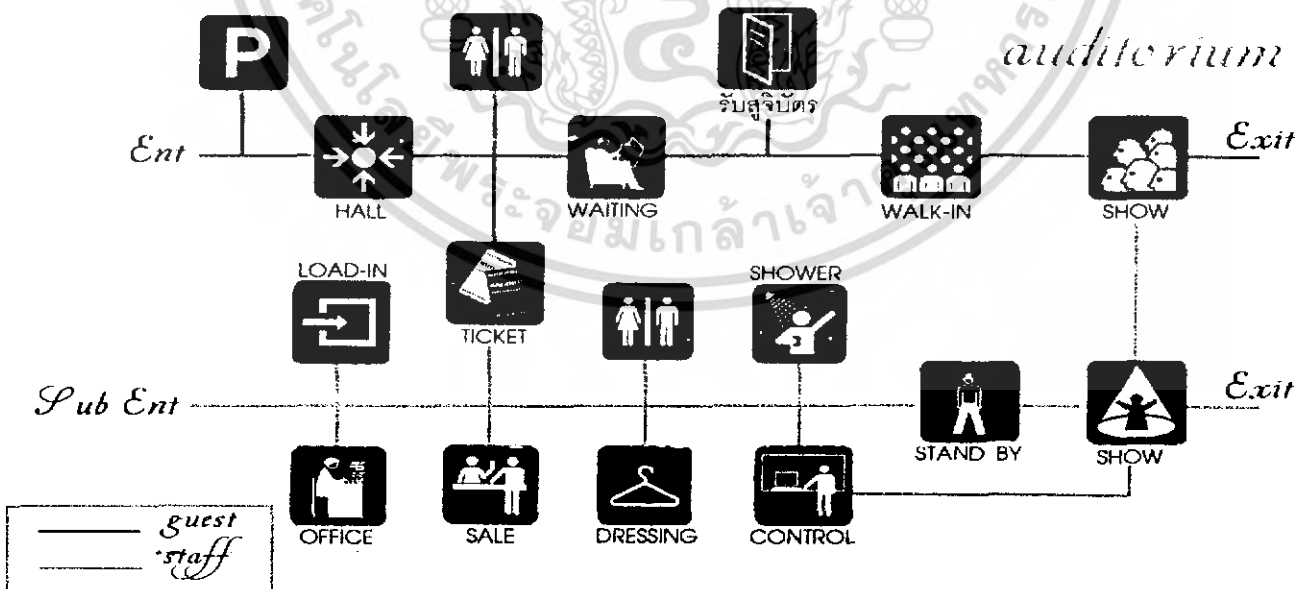 P
auditorium
รับสูจิบัตร
Ent
Exit
HALL
WAITING
WALK-IN
SHOW
LOAD-IN
SHOWER
TICKET
Sub Ent
Exit
STAND BY
SHOW
OFFICE
SALE
DRESSING
CONTROL
guest
staff